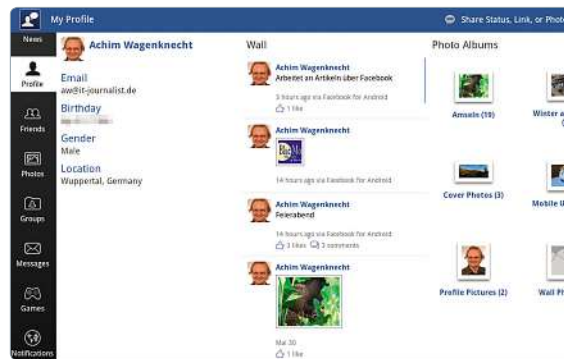 My Profile
Share Status, Link, or Phot
News
Profile
Friends
Photos
Groups
Messages
Games
Notifications
Achim Wagenknecht
Email
aw@it-journalist.de
Birthday
Gender
Male
Location
Wuppertal, Germany
Wall
Achim Wagenknecht
Arbeitet an Artikeln über Facebook
3 hours ago via Facebook for Android
1 like
Achim Wagenknecht
14 hours ago via Facebook for Android
Achim Wagenknecht
Feierabend
14 hours ago via Facebook for Android
3 likes 3 comments
Achim Wagenknecht
Mai 30
1 like
Photo Albums
Amseln (19)
Winter a
Cover Photos (3)
Mobile U
Profile Pictures (2)
Wall Ph